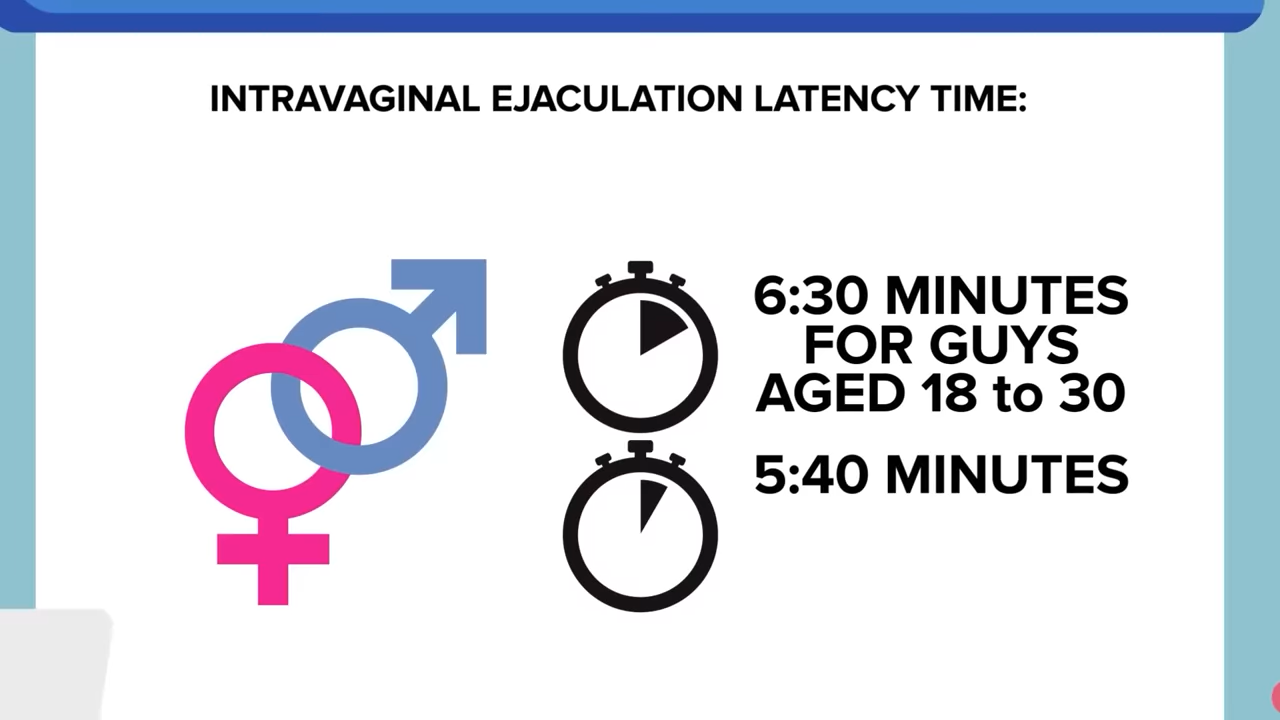 INTRAVAGINAL EJACULATION LATENCY TIME:
6:30 MINUTES
FOR GUYS
AGED 18 to 30
5:40 MINUTES